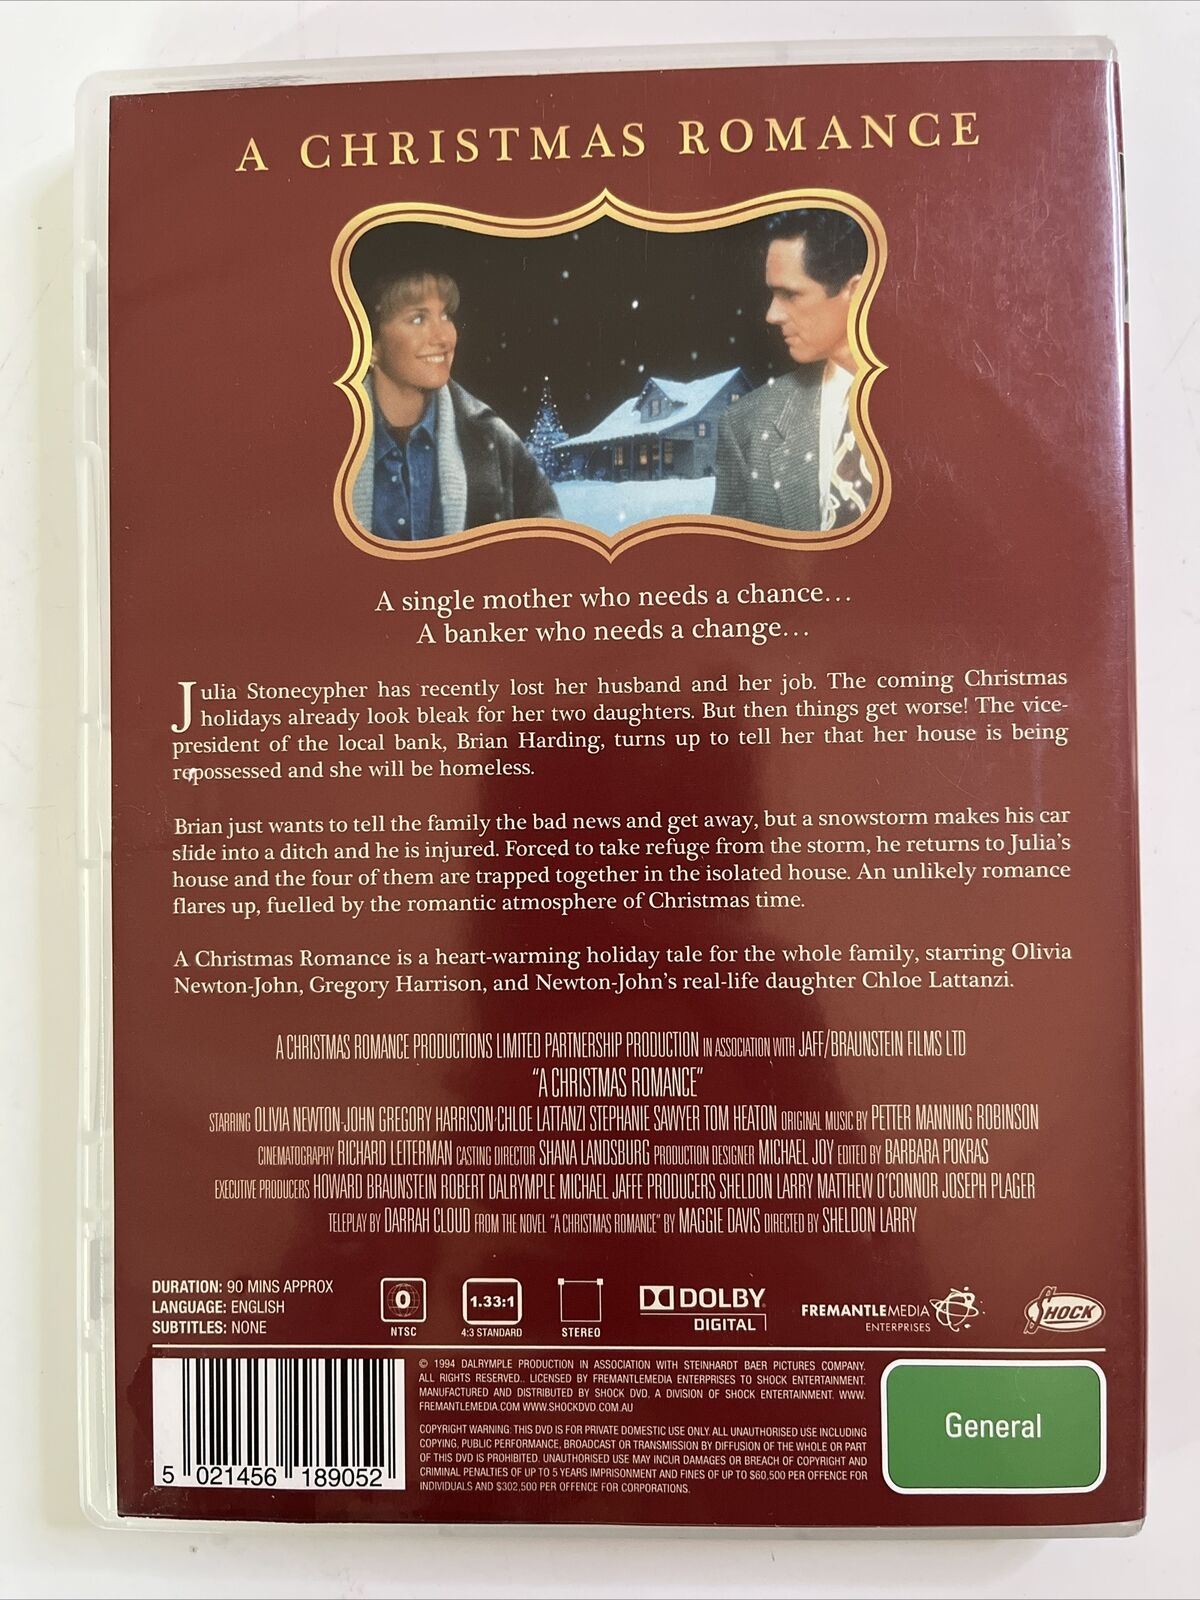 A CHRISTMAS ROMANCE
A single mother who needs a chance...
A banker who needs a change...
Julia Stonecypher has recently lost her husband and her job. The coming Christmas
holidays already look bleak for her two daughters. But then things get worse! The vice-
president of the local bank, Brian Harding, turns up to tell her that her house is being
repossessed and she will be homeless.
Brian just wants to tell the family the bad news and get away, but a snowstorm makes his car
slide into a ditch and he is injured. Forced to take refuge from the storm, he returns to Julia's
house and the four of them are trapped together in the isolated house. An unlikely romance
flares up, fuelled by the romantic atmosphere of Christmas time.
A Christmas Romance is a heart-warming holiday tale for the whole family, starring Olivia
Newton-John, Gregory Harrison, and Newton-John's real-life daughter Chloe Lattanzi.
A CHRISTMAS ROMANCE PRODUCTIONS LIMITED PARTNERSHIP PRODUCTION IN ASSOCIATION WITH JAFF/BRAUNSTEIN FILMS LTD
"A CHRISTMAS ROMANCE"
STARRING OLIVIA NEWTON-JOHN GREGORY HARRISON CHLOE LATTANZI STEPHANIE SAWYER TOM HEATON ORIGINAL MUSIC BY PETTER MANNING ROBINSON
CINEMATOGRAPHY RICHARD LEITERMAN CASTING DIRECTOR SHANA LANDSBURG PRODUCTION DESIGNER MICHAEL JOY EDITED BY BARBARA POKRAS
EXECUTIVE PRODUCERS HOWARD BRAUNSTEIN ROBERT DALRYMPLE MICHAEL JAFFE PRODUCERS SHELDON LARRY MATTHEW O'CONNOR JOSEPH PLAGER
TELEPLAY BY DARRAH CLOUD FROM THE NOVEL "A CHRISTMAS ROMANCE" BY MAGGIE DAVIS DIRECTED BY SHELDON LARRY
DURATION: 90 MINS APPROX
LANGUAGE: ENGLISH
SUBTITLES: NONE
0
NTSC
1.33:1
4:3 STANDARD
STEREO
DOLBY
DIGITAL
FREMANTLEMEDIA
ENTERPRISES
SHOCK
5 021456 189052
© 1994 DALRYMPLE PRODUCTION IN ASSOCIATION WITH STEINHARDT BAER PICTURES COMPANY.
ALL RIGHTS RESERVED.. LICENSED BY FREMANTLEMEDIA ENTERPRISES TO SHOCK ENTERTAINMENT.
MANUFACTURED AND DISTRIBUTED BY SHOCK DVD. A DIVISION OF SHOCK ENTERTAINMENT. WWW.
FREMANTLEMEDIA.COM WWW.SHOCKDVD.COM.AU
COPYRIGHT WARNING: THIS DVD IS FOR PRIVATE DOMESTIC USE ONLY. ALL UNAUTHORISED USE INCLUDING
COPYING, PUBLIC PERFORMANCE, BROADCAST OR TRANSMISSION BY DIFFUSION OF THE WHOLE OR PART
OF THIS DVD IS PROHIBITED. UNAUTHORISED USE MAY INCUR DAMAGES OR BREACH OF COPYRIGHT AND
CRIMINAL PENALTIES OF UP TO 5 YEARS IMPRISONMENT AND FINES OF UP TO $60,500 PER OFFENCE FOR
INDIVIDUALS AND $302,500 PER OFFENCE FOR CORPORATIONS.
General